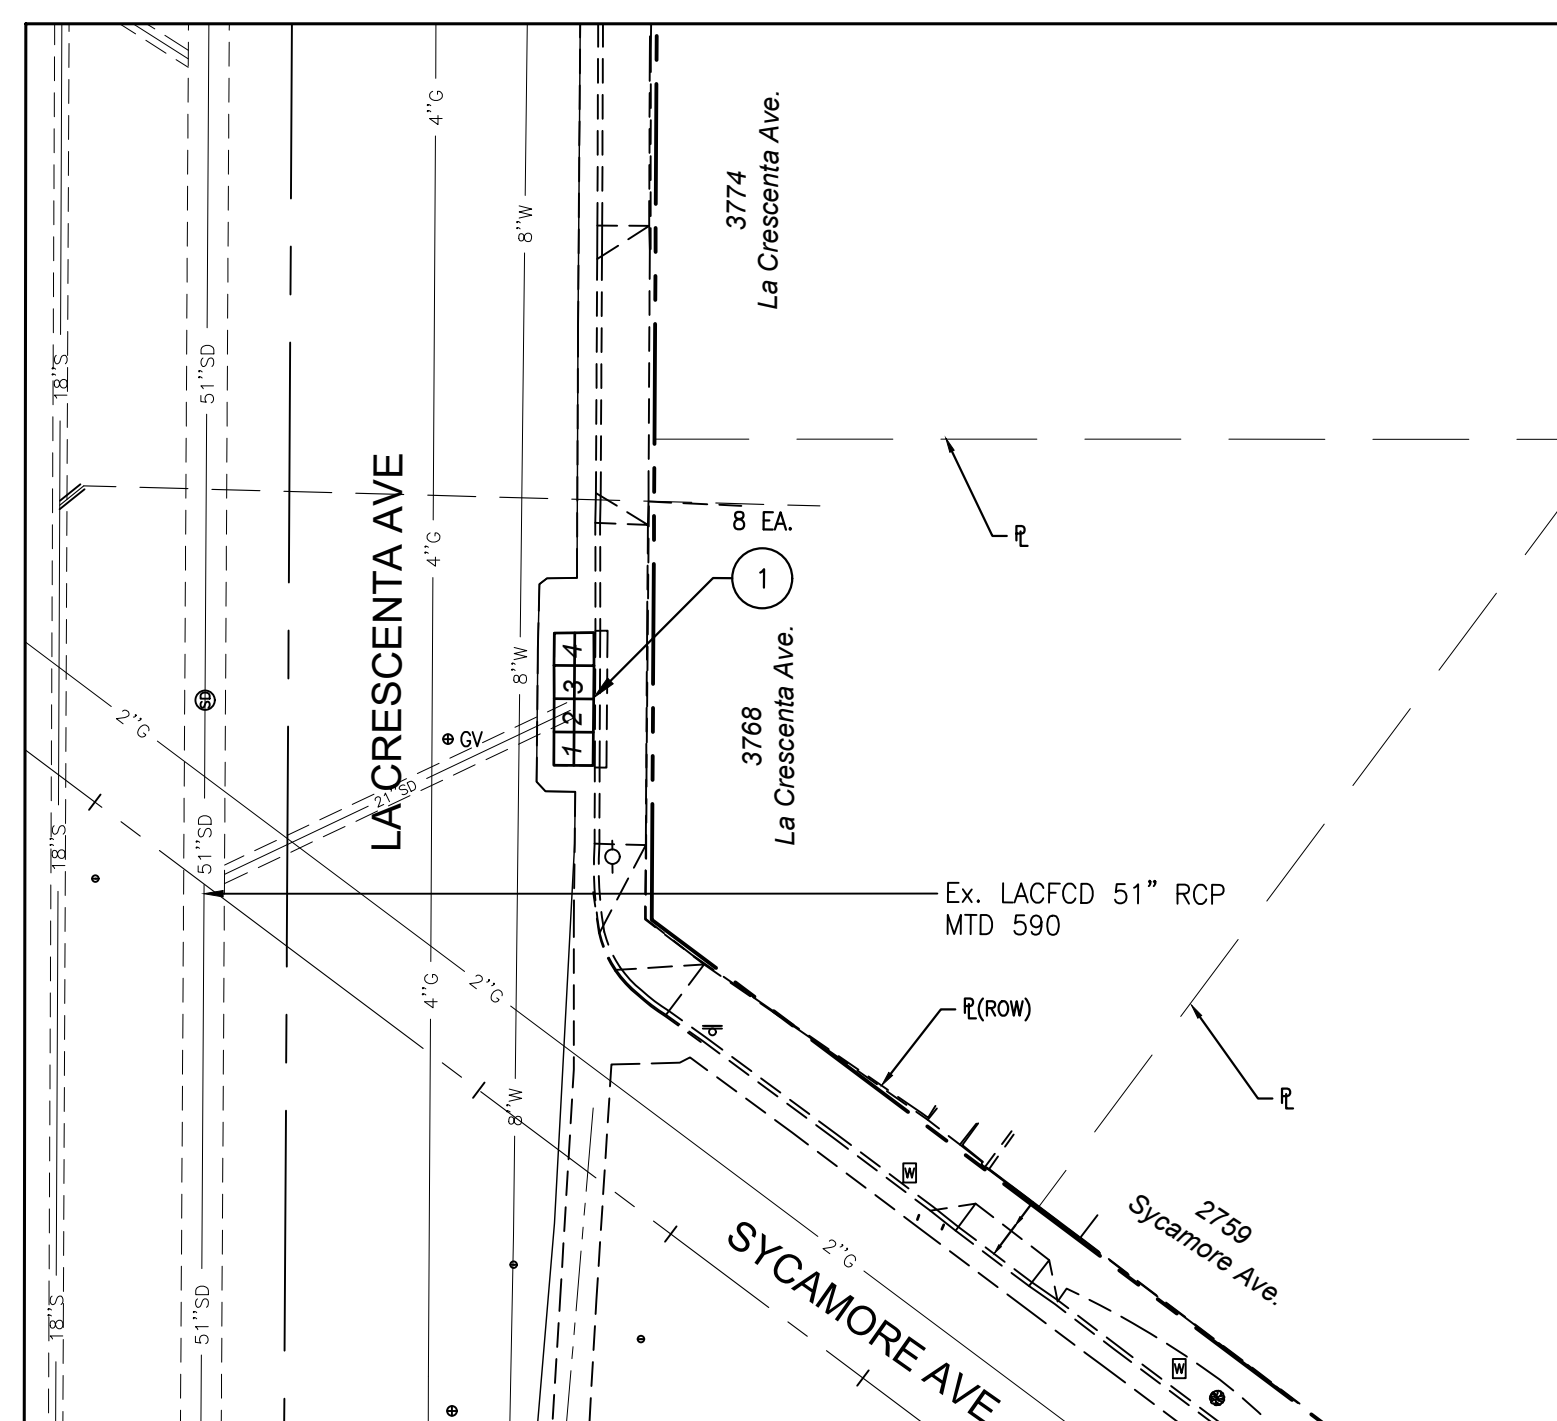 4"G
3774
La Crescenta Ave.
8"W
18"S
51"SD
LA CRESCENTA AVE
8 EA.
4"G
℄
1
8"W
4
3
2
1
SD
2"G
GV
3768
La Crescenta Ave.
21"SD
18"S
51"SD
Ex. LACFCD 51" RCP
MTD 590
4"G
2"G
℄(ROW)
℄
8"W
W
2759
Sycamore Ave.
SYCAMORE AVE
2"G
18"S
51"SD
W